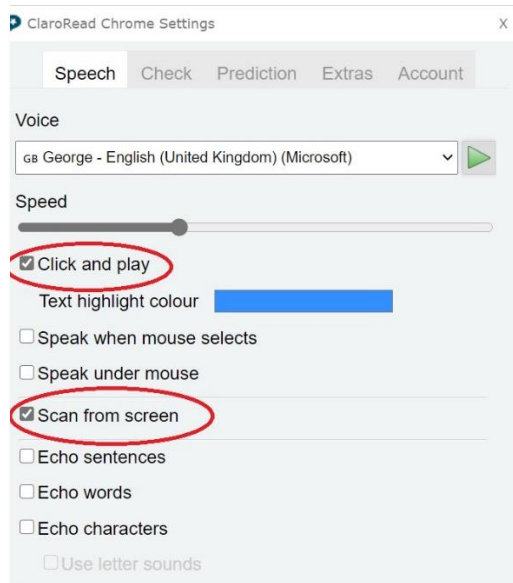 ClaroRead Chrome Settings X
Speech Check Prediction Extras Account
Voice
GB George - English (United Kingdom) (Microsoft)
Speed
Click and play
Text highlight colour
Speak when mouse selects
Speak under mouse
Scan from screen
Echo sentences
Echo words
Echo characters
Use letter sounds